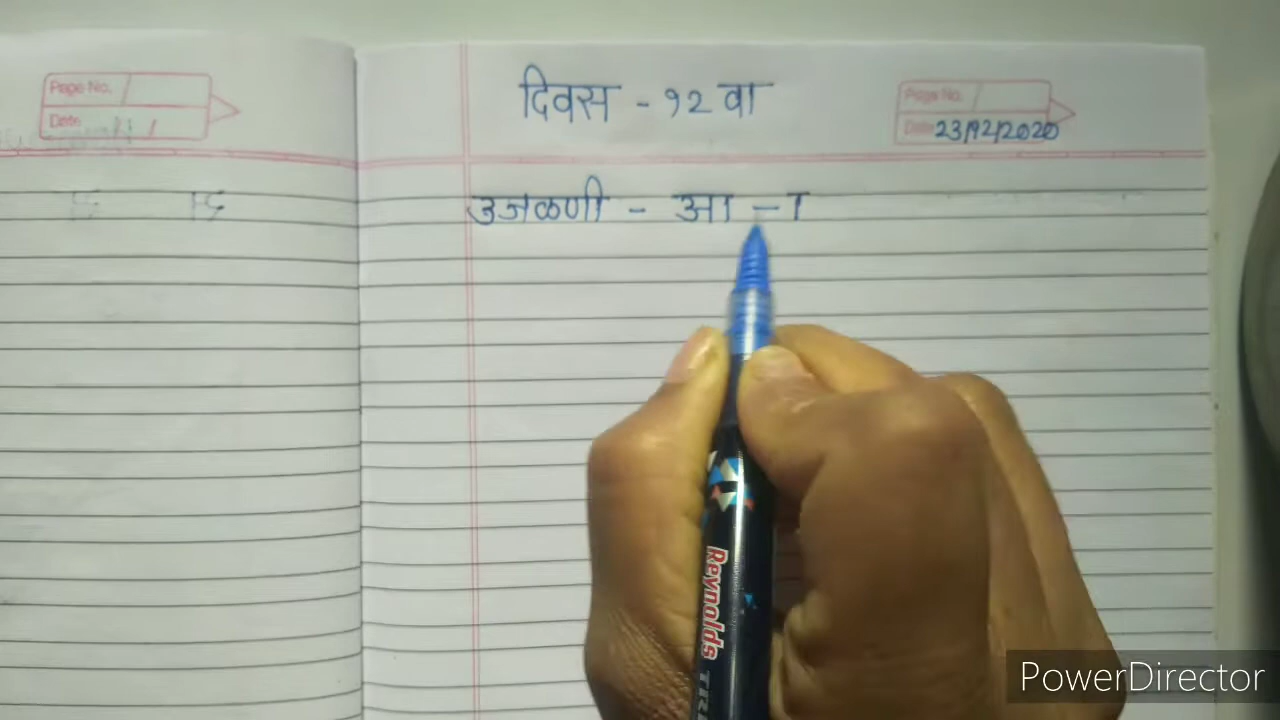 Page No.
Date
दिवस - १२ वा
Page No.
Date 23/12/2020
उजळणी - आ - ा
Reynolds
PowerDirector